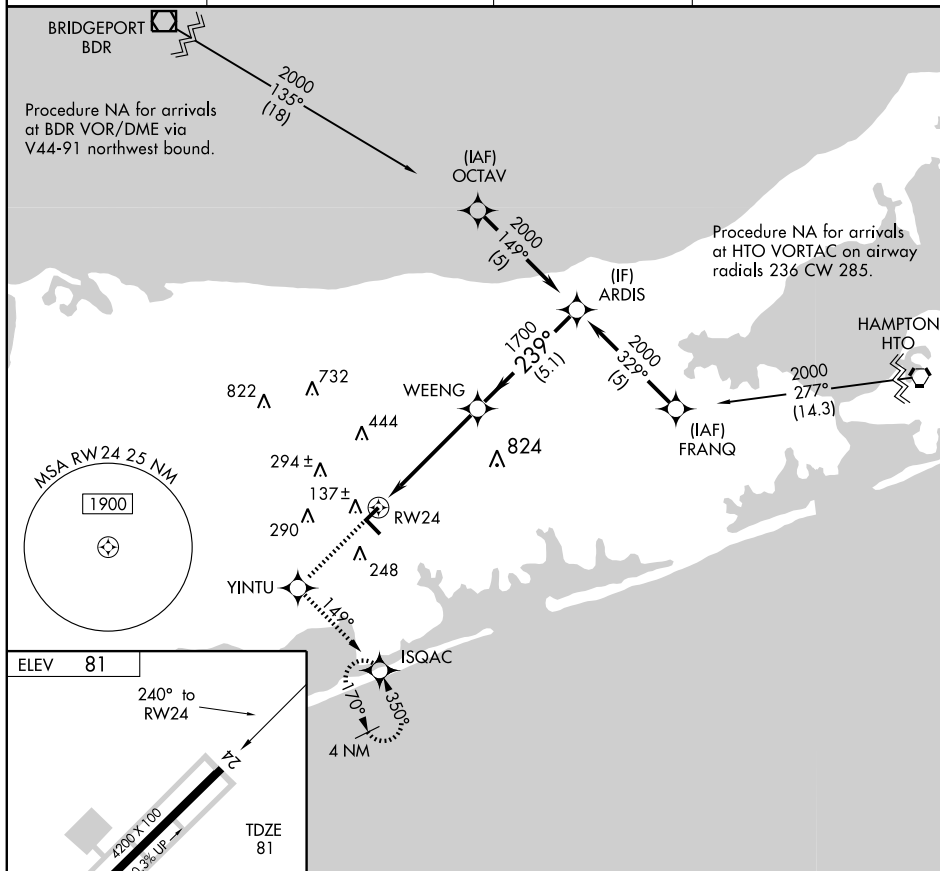 BRIDGEPORT
BDR
2000
135°
(18)
Procedure NA for arrivals
at BDR VOR/DME via
V44-91 northwest bound.
(IAF)
OCTAV
2000
149°
(5)
Procedure NA for arrivals
at HTO VORTAC on airway
radials 236 CW 285.
(IF)
ARDIS
HAMPTON
HTO
1700
239°
(5.1)
2000
329°
(5)
2000
277°
(14.3)
WEENG
(IAF)
FRANQ
822
732
444
824
294±
137±
290
RW24
248
MSA RW24 25 NM
1900
YINTU
149°
ISQAC
170°
350°
4 NM
ELEV 81
240° to
RW24
24
4200 X 100
0.3% UP
TDZE
81